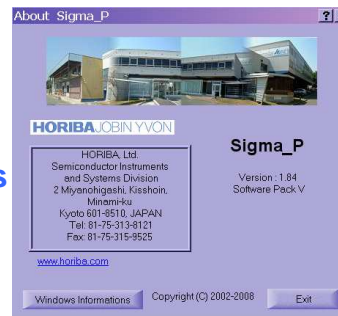 About Sigma_P
HORIBA JOBIN YVON
HORIBA, Ltd.
Semiconductor Instruments
and Systems Division
2 Miyanohigashi, Kisshoin,
Minami-ku
Kyoto 601-8510, JAPAN
Tel: 81-75-313-8121
Fax: 81-75-315-9525
www.horiba.com
Sigma_P
Version : 1.84
Software Pack V
Windows Informations
Copyright (C) 2002-2008
Exit